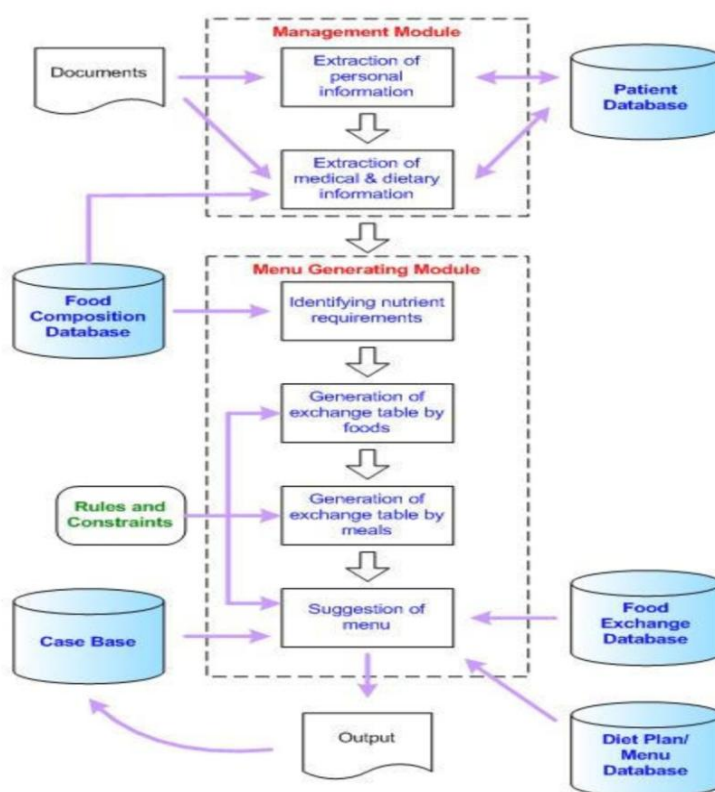 Management Module
Documents
Extraction of
personal
information
Patient
Database
Extraction of
medical & dietary
information
Menu Generating Module
Food
Composition
Database
Identifying nutrient
requirements
Generation of
exchange table by
foods
Rules and
Constraints
Generation of
exchange table by
meals
Case Base
Suggestion of
menu
Food
Exchange
Database
Output
Diet Plan/
Menu
Database